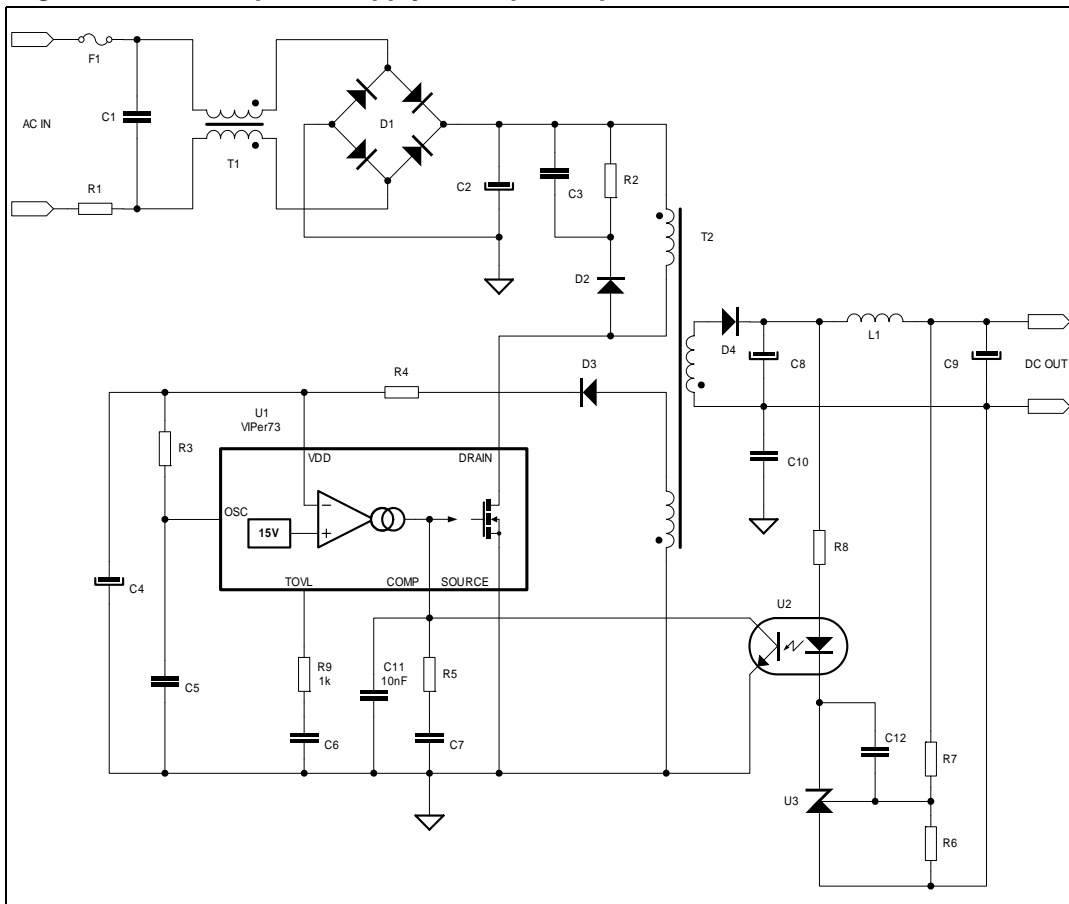 F1
AC IN
C1
T1
D1
R1
C2
C3
R2
D2
T2
D4
C8
L1
C9
DC OUT
C10
R4
D3
R3
U1
VIPer73
VDD
DRAIN
OSC
15V
−
+
TOVL
COMP
SOURCE
C4
C5
R9
1k
C6
C11
10nF
R5
C7
R8
U2
C12
R7
U3
R6